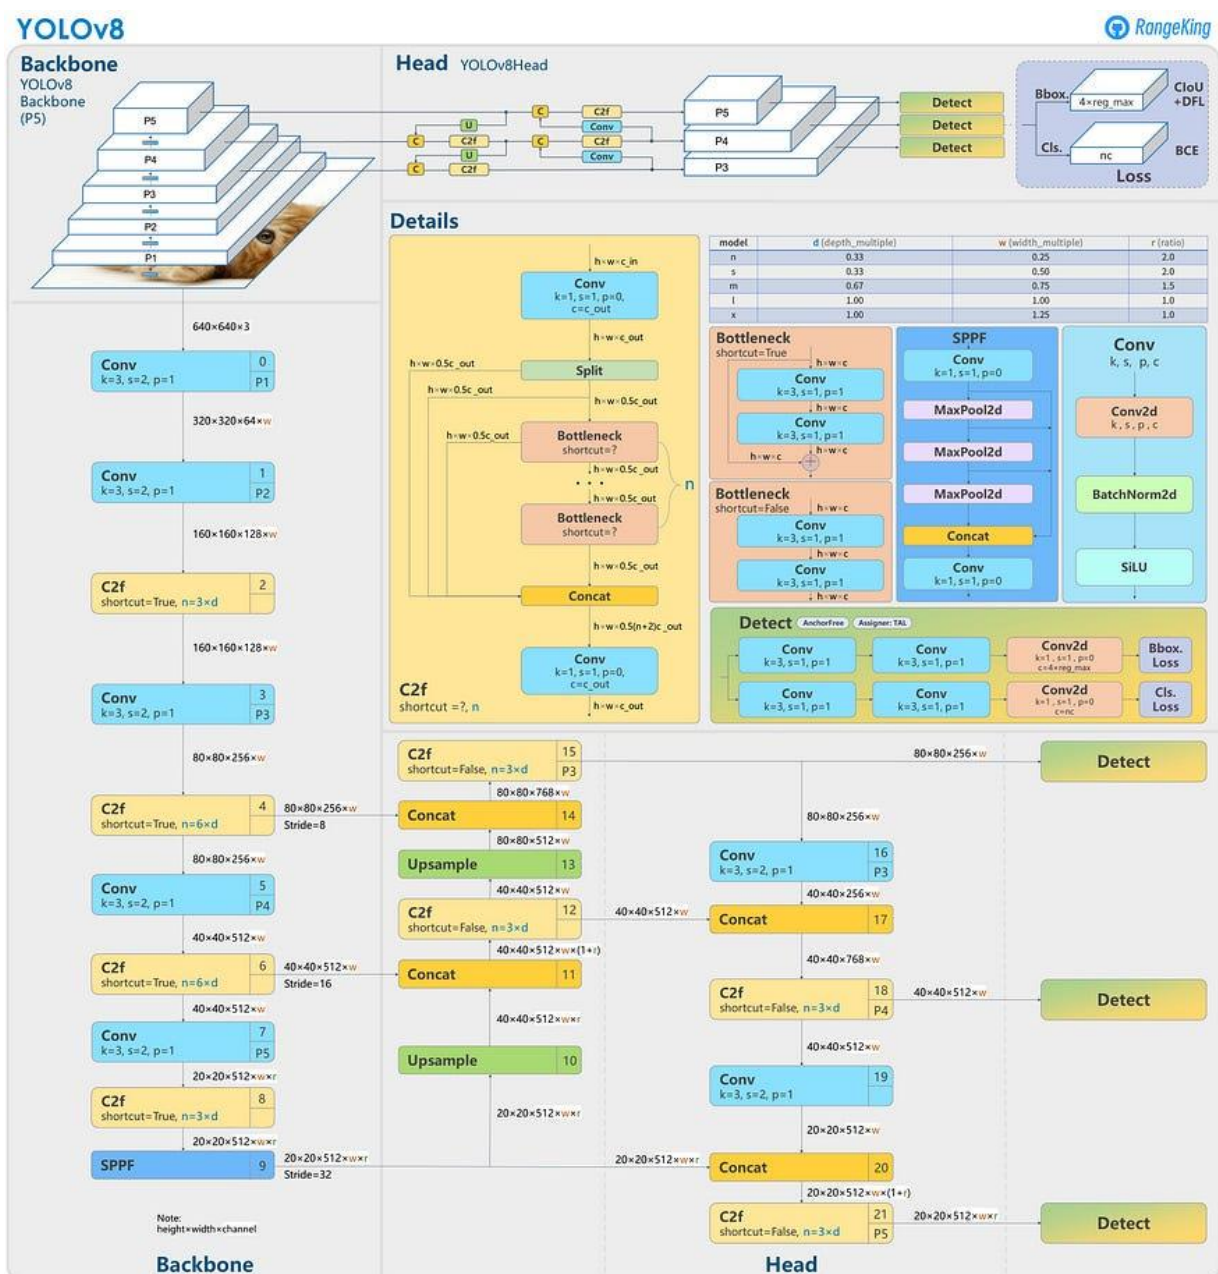 YOLOv8
RangeKing
Backbone
YOLOv8
Backbone
(P5)
P5
P4
P3
P2
P1
Head YOLOv8Head
C
C2f
U
Conv
C
C2f
C
C2f
U
Conv
C
C2f
P5
P4
P3
Detect
Detect
Detect
Bbox.
4×reg_max
CIoU
+DFL
Cls.
nc
BCE
Loss
640×640×3
Conv
k=3, s=2, p=1
0
P1
320×320×64×w
Conv
k=3, s=2, p=1
1
P2
160×160×128×w
C2f
shortcut=True, n=3×d
2
160×160×128×w
Conv
k=3, s=2, p=1
3
P3
80×80×256×w
C2f
shortcut=True, n=6×d
4
80×80×256×w
Stride=8
80×80×256×w
Conv
k=3, s=2, p=1
5
P4
40×40×512×w
C2f
shortcut=True, n=6×d
6
40×40×512×w
Stride=16
40×40×512×w
Conv
k=3, s=2, p=1
7
P5
20×20×512×w×r
C2f
shortcut=True, n=3×d
8
20×20×512×w×r
SPPF
9
20×20×512×w×r
Stride=32
Note:
height×width×channel
Backbone
Details
h×w×c_in
Conv
k=1, s=1, p=0,
c=c_out
h×w×c_out
h×w×0.5c_out
Split
h×w×0.5c_out
h×w×0.5c_out
h×w×0.5c_out
Bottleneck
shortcut=?
h×w×0.5c_out
• • •
n
h×w×0.5c_out
Bottleneck
shortcut=?
h×w×0.5c_out
Concat
h×w×0.5(n+2)c_out
Conv
k=1, s=1, p=0,
c=c_out
C2f
shortcut =?, n
h×w×c_out
model d (depth_multiple) w (width_multiple) r (ratio)
n 0.33 0.25 2.0
s 0.33 0.50 2.0
m 0.67 0.75 1.5
l 1.00 1.00 1.0
x 1.00 1.25 1.0
Bottleneck
shortcut=True
h×w×c
Conv
k=3, s=1, p=1
h×w×c
Conv
k=3, s=1, p=1
h×w×c
h×w×c
+
Bottleneck
shortcut=False
h×w×c
Conv
k=3, s=1, p=1
h×w×c
Conv
k=3, s=1, p=1
h×w×c
SPPF
Conv
k=1, s=1, p=0
MaxPool2d
MaxPool2d
MaxPool2d
Concat
Conv
k=1, s=1, p=0
Conv
k, s, p, c
Conv2d
k, s, p, c
BatchNorm2d
SiLU
Detect AnchorFree Assigner: TAL
Conv
k=3, s=1, p=1
Conv
k=3, s=1, p=1
Conv2d
k=1, s=1, p=0
c=4×reg_max
Bbox.
Loss
Conv
k=3, s=1, p=1
Conv
k=3, s=1, p=1
Conv2d
k=1, s=1, p=0
c=nc
Cls.
Loss
C2f
shortcut=False, n=3×d
15
P3
80×80×768×w
Concat
14
80×80×512×w
Upsample
13
40×40×512×w
C2f
shortcut=False, n=3×d
12
40×40×512×w
40×40×512×w×(1+r)
Concat
11
40×40×512×w×r
Upsample
10
20×20×512×w×r
80×80×256×w
Detect
80×80×256×w
Conv
k=3, s=2, p=1
16
P3
40×40×256×w
Concat
17
40×40×768×w
C2f
shortcut=False, n=3×d
18
P4
40×40×512×w
Detect
40×40×512×w
Conv
k=3, s=2, p=1
19
20×20×512×w
20×20×512×w×r
Concat
20
20×20×512×w×(1+r)
C2f
shortcut=False, n=3×d
21
P5
20×20×512×w×r
Detect
Head